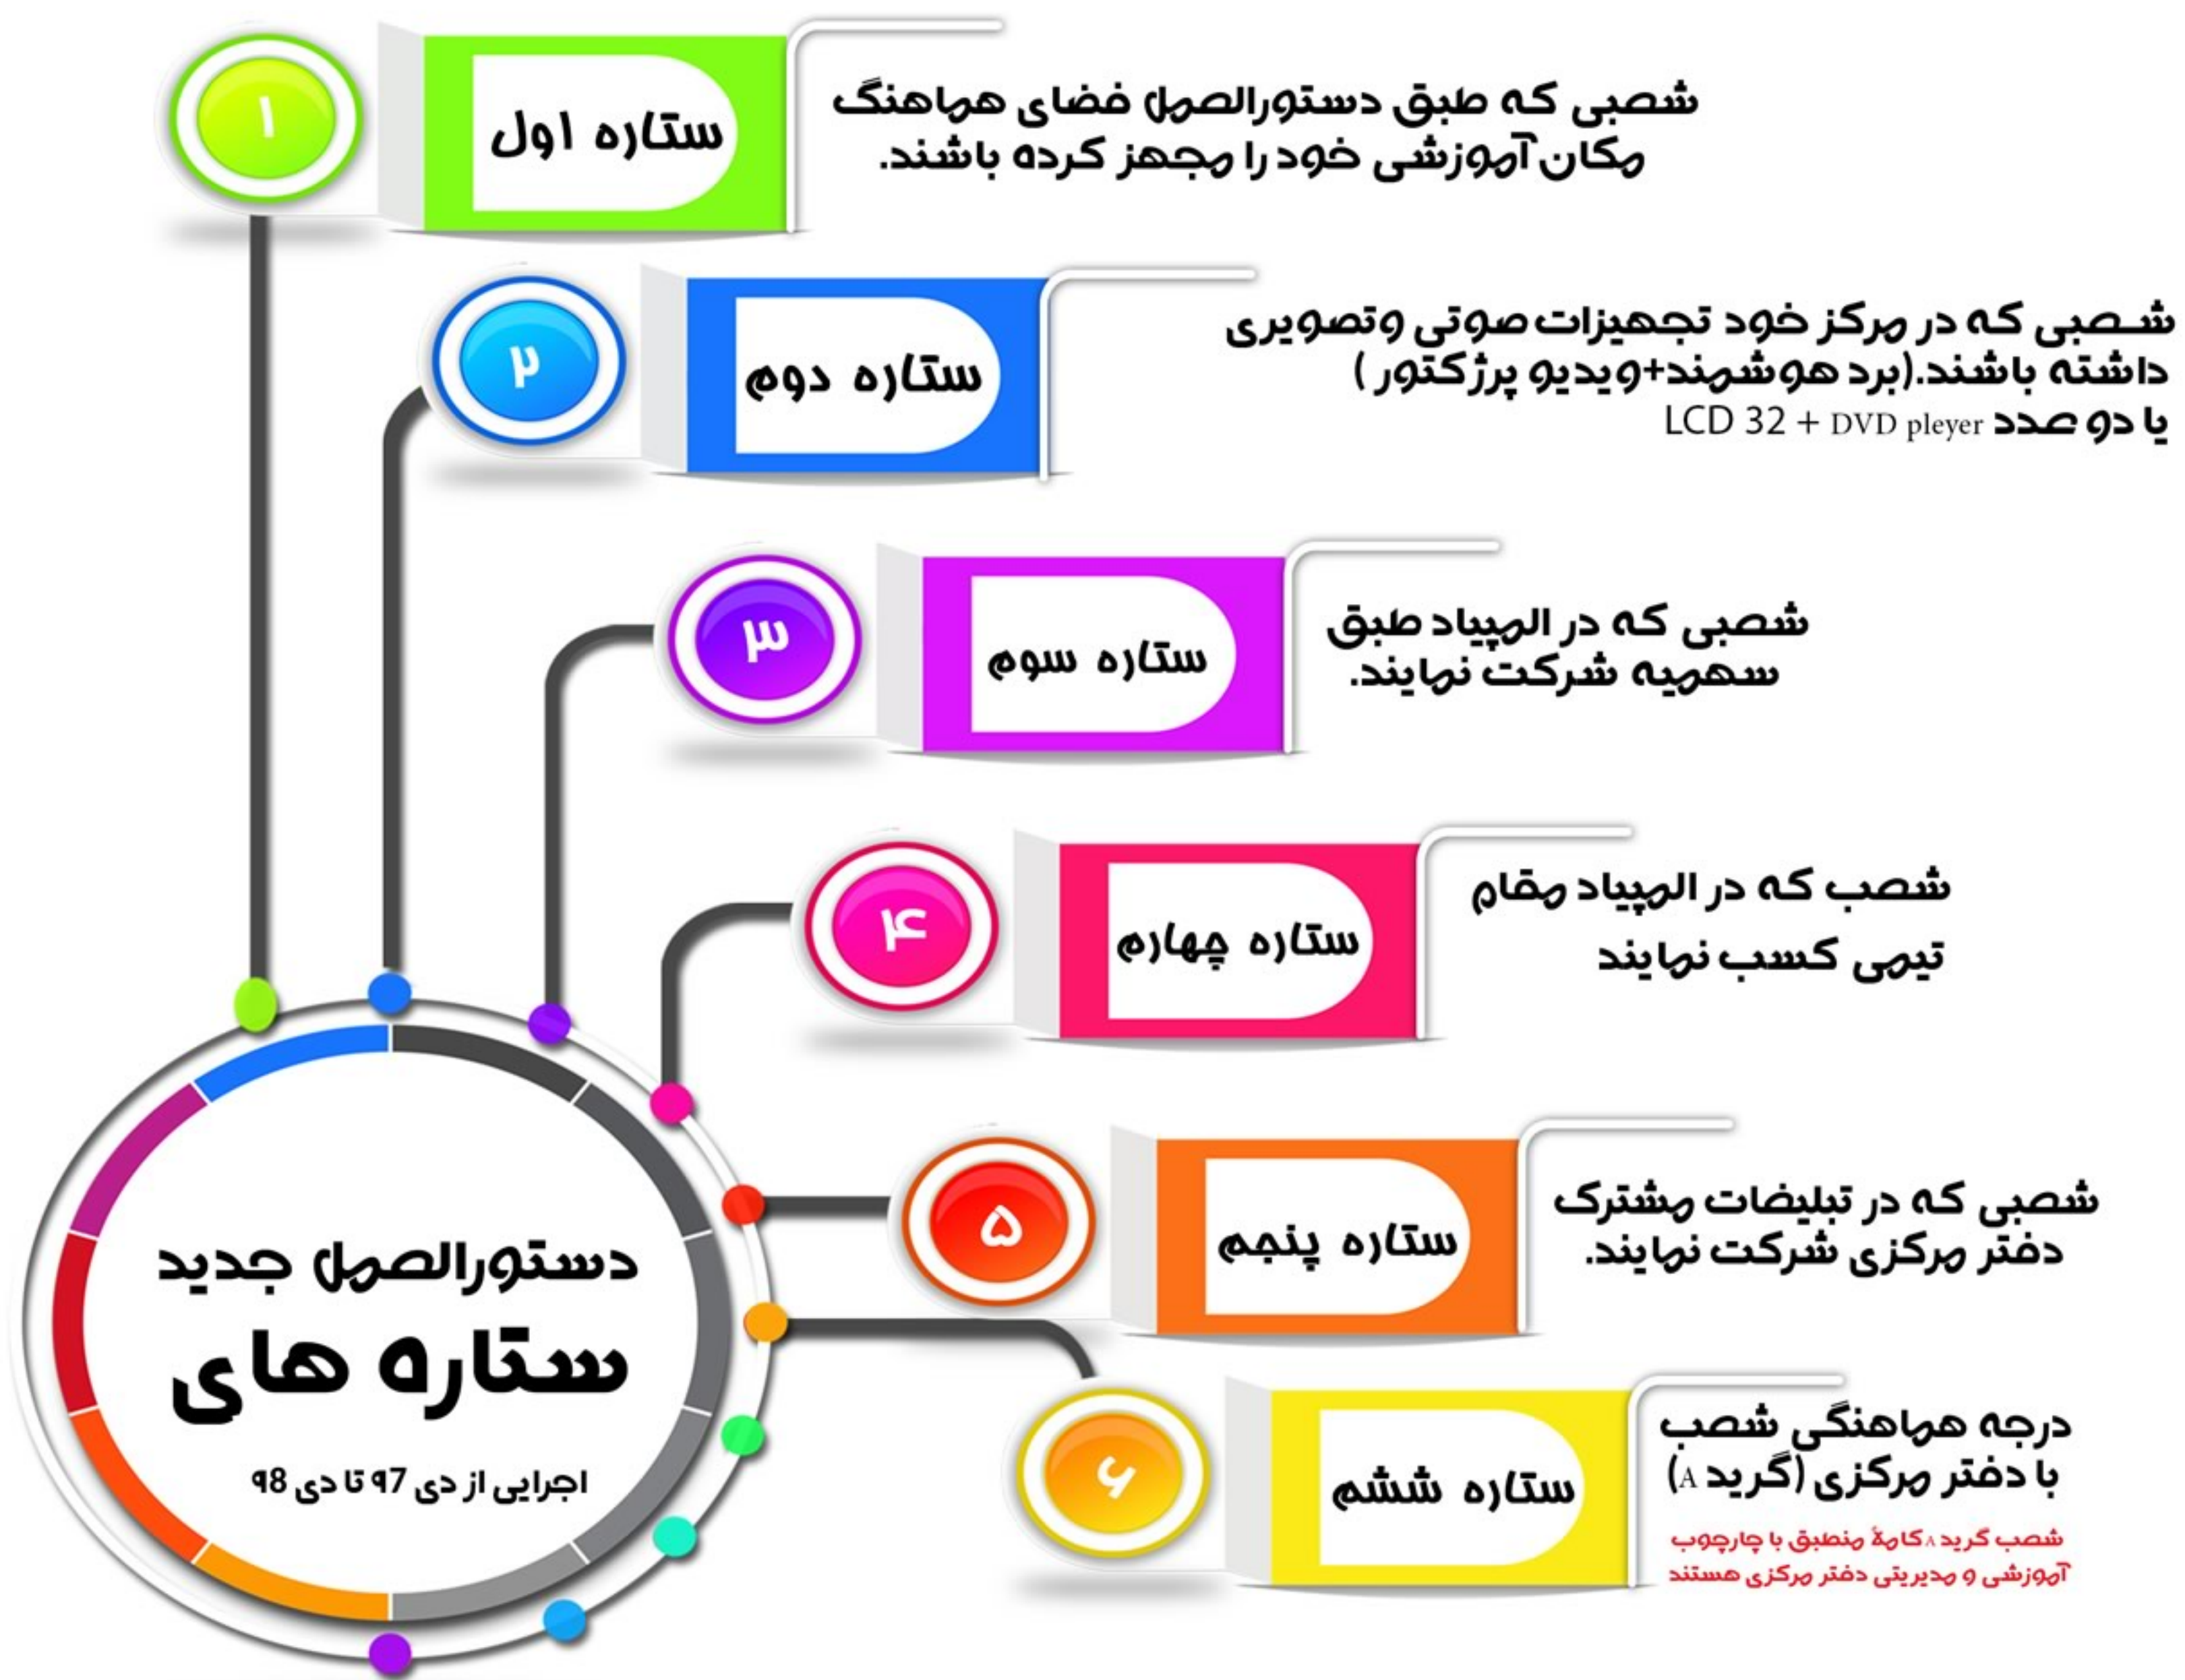 ۱
ستاره اول
شعبی که طبق دستورالعمل فضای هماهنگ
مکان آموزشی خود را مجهز کرده باشند.
۲
ستاره دوم
شعبی که در مرکز خود تجهیزات صوتی وتصویری
داشته باشند.(برد هوشمند+ویدیو پرژکتور )
یا دو عدد LCD 32 + DVD pleyer
۳
ستاره سوم
شعبی که در المپیاد طبق
سهمیه شرکت نمایند.
۴
ستاره چهارم
شعب که در المپیاد مقام
تیمی کسب نمایند
۵
ستاره پنجم
شعبی که در تبلیغات مشترک
دفتر مرکزی شرکت نمایند.
۶
ستاره ششم
درجه هماهنگی شعب
با دفتر مرکزی (گرید A)
شعب گرید A کاملاً منطبق با چارچوب
آموزشی و مدیریتی دفتر مرکزی هستند
دستورالعمل جدید
ستاره های
اجرایی از دی 97 تا دی 98